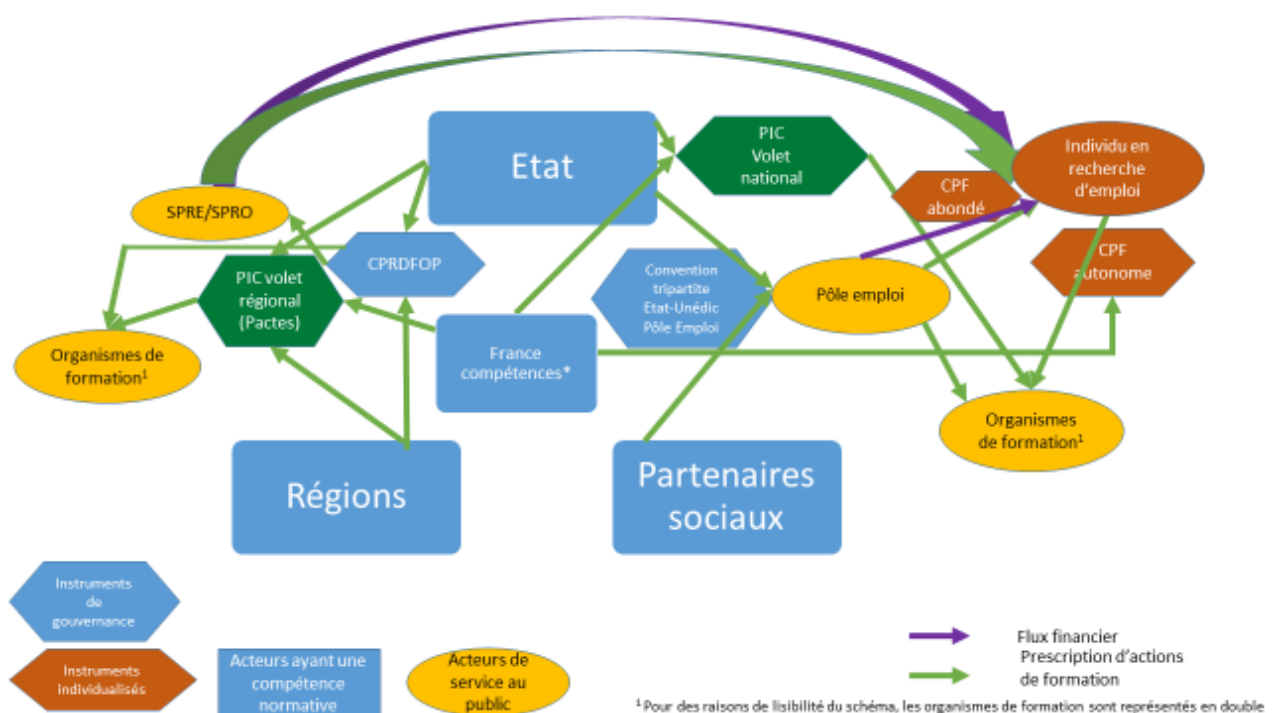 Etat
PIC
Volet
national
Individu en
recherche
d'emploi
CPF
abondé
SPRE/SPRO
CPRDFOP
PIC volet
régional
(Pactes)
Convention
tripartite
Etat-Unédic
Pôle Emploi
Pôle emploi
CPF
autonome
Organismes de
formation¹
France
compétences*
Organismes
de formation¹
Régions
Partenaires
sociaux
Instruments
de
gouvernance
Instruments
individualisés
Acteurs ayant une
compétence
normative
Acteurs de
service au
public
Flux financier
Prescription d'actions
de formation
¹ Pour des raisons de lisibilité du schéma, les organismes de formation sont représentés en double